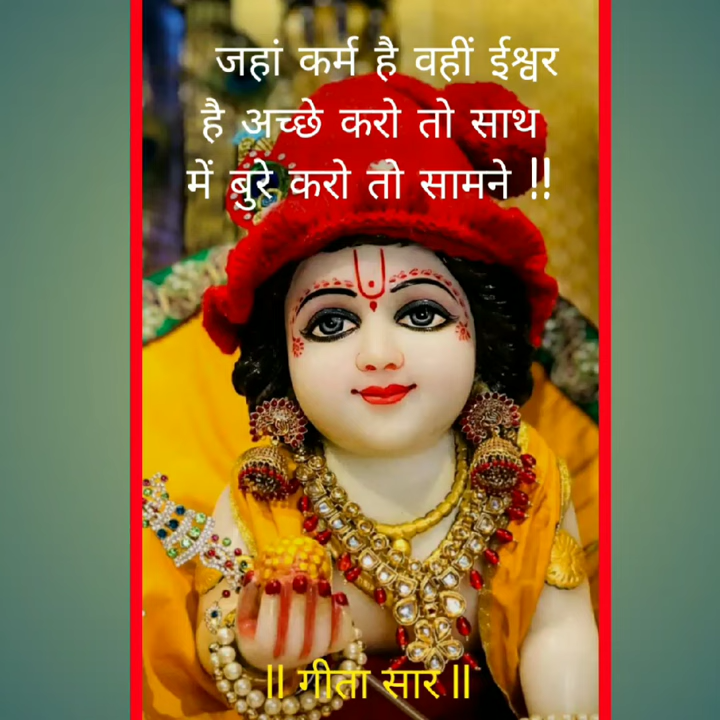 जहां कर्म है वहीं ईश्वर
है अच्छे करो तो साथ
में बुरे करो तो सामने !!
|| गीता सार ||